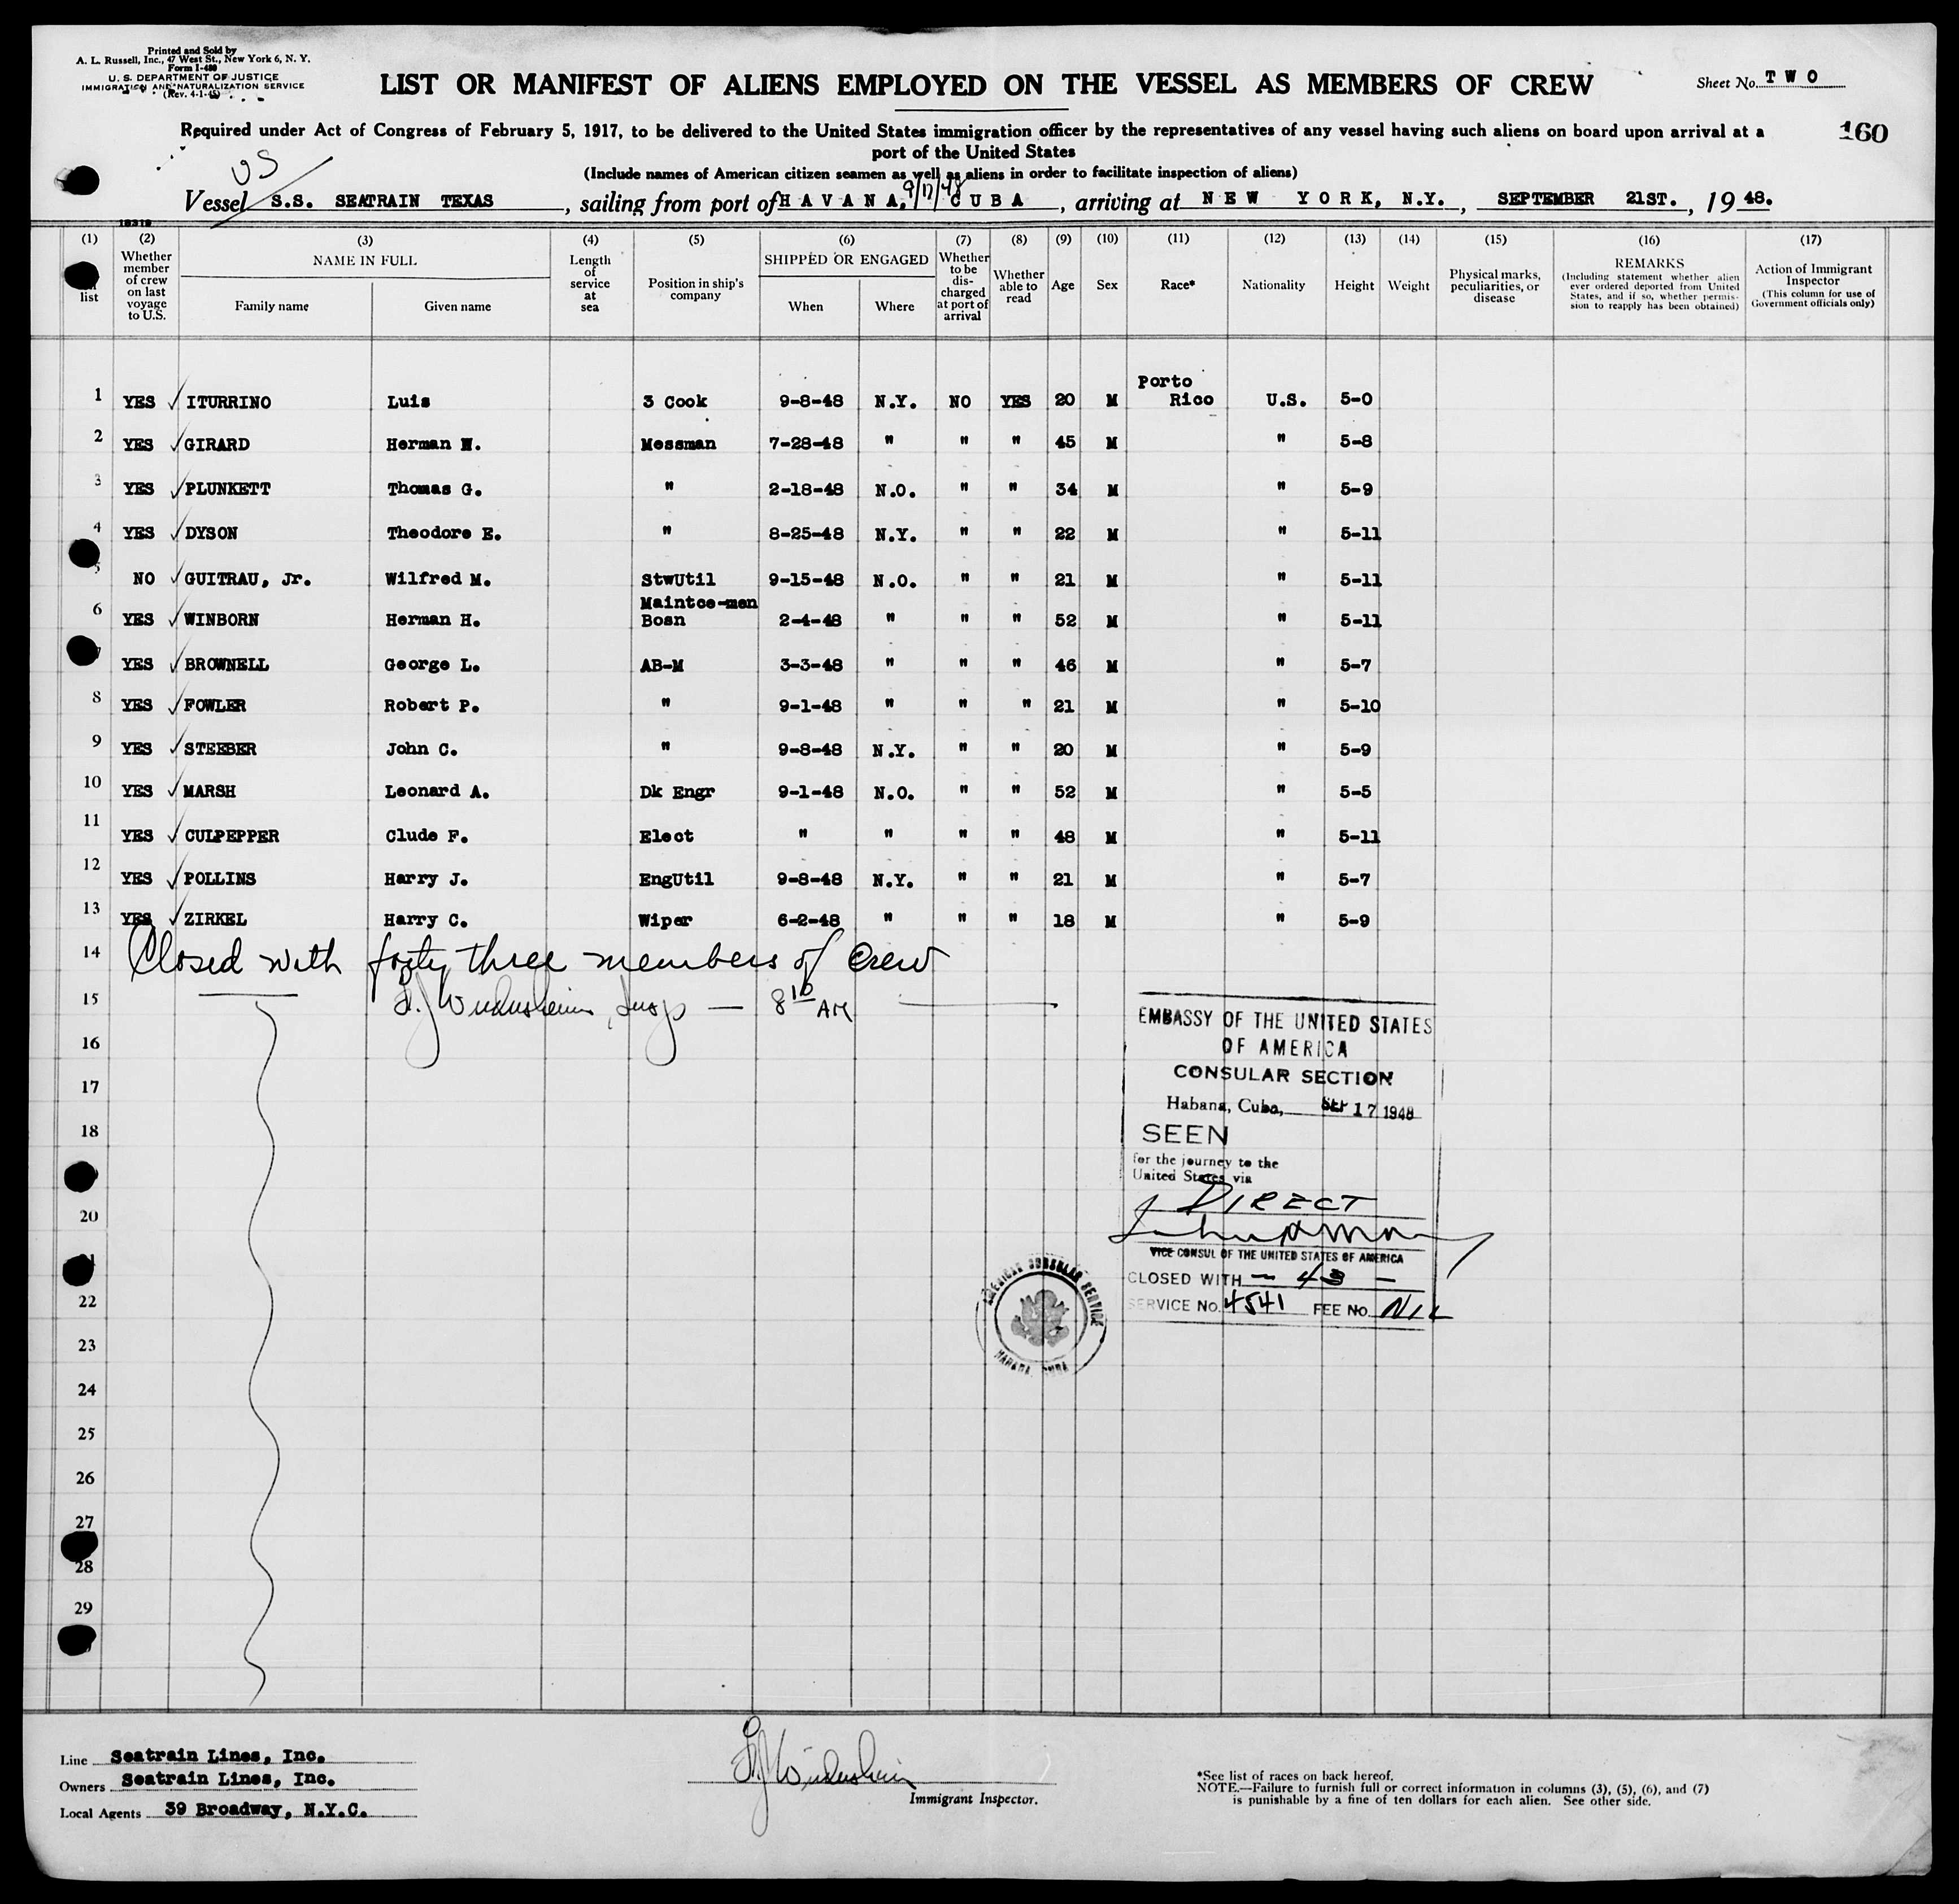 Printed and Sold by
A. L. Russell, Inc., 47 West St., New York 6, N. Y.
Form I-480
U. S. DEPARTMENT OF JUSTICE
IMMIGRATION AND NATURALIZATION SERVICE
(Rev. 4-1-45)
LIST OR MANIFEST OF ALIENS EMPLOYED ON THE VESSEL AS MEMBERS OF CREW
Sheet No. TWO
160
Required under Act of Congress of February 5, 1917, to be delivered to the United States immigration officer by the representatives of any vessel having such aliens on board upon arrival at a
port of the United States
(Include names of American citizen seamen as well as aliens in order to facilitate inspection of aliens)
US
9/17/48
Vessel S.S. SEATRAIN TEXAS, sailing from port of HAVANA, CUBA, arriving at NEW YORK, N.Y., SEPTEMBER 21ST., 1948.
(1) (2) (3) (4) (5) (6) (7) (8) (9) (10) (11) (12) (13) (14) (15) (16) (17)
list
Whether member of crew on last voyage to U.S.
NAME IN FULL
Family name Given name
Length of service at sea
Position in ship's company
SHIPPED OR ENGAGED
When Where
Whether to be discharged at port of arrival
Whether able to read
Age Sex Race* Nationality Height Weight
Physical marks, peculiarities, or disease
REMARKS
(Including statement whether alien ever ordered deported from United States, and if so, whether permission to reapply has been obtained)
Action of Immigrant Inspector
(This column for use of Government officials only)
1 YES ITURRINO Luis 3 Cook 9-8-48 N.Y. NO YES 20 M Porto Rico U.S. 5-0
2 YES GIRARD Herman W. Messman 7-28-48 " " " 45 M " 5-8
3 YES PLUNKETT Thomas G. " 2-18-48 N.O. " " 34 M " 5-9
4 YES DYSON Theodore E. " 8-25-48 N.Y. " " 22 M " 5-11
5 NO GUITRAU, Jr. Wilfred M. StwUtil 9-15-48 N.O. " " 21 M " 5-11
6 YES WINBORN Herman H. Maintce-men Bosn 2-4-48 " " " 52 M " 5-11
7 YES BROWNELL George L. AB-M 3-3-48 " " " 46 M " 5-7
8 YES FOWLER Robert P. " 9-1-48 " " " 21 M " 5-10
9 YES STEEBER John C. " 9-8-48 N.Y. " " 20 M " 5-9
10 YES MARSH Leonard A. Dk Engr 9-1-48 N.O. " " 52 M " 5-5
11 YES CULPEPPER Clude F. Elect " " " " 48 M " 5-11
12 YES POLLINS Harry J. EngUtil 9-8-48 N.Y. " " 21 M " 5-7
13 YES ZIRKEL Harry C. Wiper 6-2-48 " " " 18 M " 5-9
14 Closed with forty three members of crew
15 Insp — 8 10 AM
16
17
18
20
22
23
24
25
26
27
28
29
EMBASSY OF THE UNITED STATES
OF AMERICA
CONSULAR SECTION
Habana, Cuba, SEP 17 1948
SEEN
for the journey to the
United States via
DIRECT
VICE CONSUL OF THE UNITED STATES OF AMERICA
CLOSED WITH — 43 —
SERVICE No. 4541 FEE No. NIL
AMERICAN CONSULAR SERVICE
HABANA, CUBA
Line Seatrain Lines, Inc.
Owners Seatrain Lines, Inc.
Local Agents 39 Broadway, N.Y.C.
Immigrant Inspector.
*See list of races on back hereof.
NOTE.—Failure to furnish full or correct information in columns (3), (5), (6), and (7)
is punishable by a fine of ten dollars for each alien. See other side.